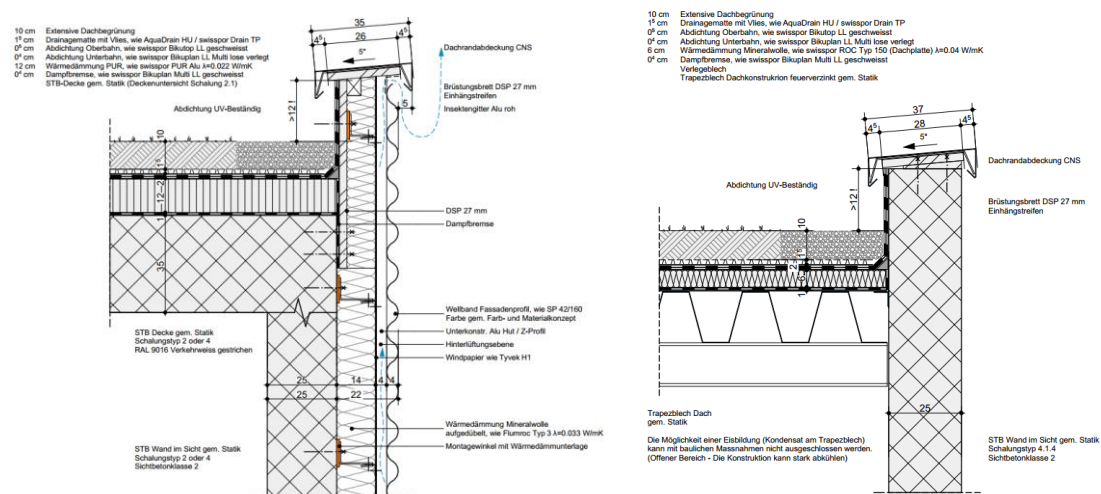 10 cm Extensive Dachbegrünung
1⁵ cm Drainagematte mit Vlies, wie AquaDrain HU / swisspor Drain TP
0⁵ cm Abdichtung Oberbahn, wie swisspor Bikutop LL geschweisst
0⁴ cm Abdichtung Unterbahn, wie swisspor Bikuplan LL Multi lose verlegt
12 cm Wärmedämmung PUR, wie swisspor PUR Alu λ=0.022 W/mK
0⁴ cm Dampfbremse, wie swisspor Bikuplan Multi LL geschweisst
STB-Decke gem. Statik (Deckenuntersicht Schalung 2.1)
35
4⁵ 26 4⁵
5°
Dachrandabdeckung CNS
Brüstungsbrett DSP 27 mm
Einhängstreifen
5
Insektengitter Alu roh
Abdichtung UV-Beständig
>12!
10
1⁵
2
12
1
35
DSP 27 mm
Dampfbremse
Wellband Fassadenprofil, wie SP 42/160
Farbe gem. Farb- und Materialkonzept
Unterkonstr. Alu Hut / Z-Profil
Hinterlüftungsebene
Windpapier wie Tyvek H1
STB Decke gem. Statik
Schalungstyp 2 oder 4
RAL 9016 Verkehrweiss gestrichen
25 14 4 4
25 22
Wärmedämmung Mineralwolle
aufgedübelt, wie Flumroc Typ 3 λ=0.033 W/mK
Montagewinkel mit Wärmedämmunterlage
STB Wand im Sicht gem. Statik
Schalungstyp 2 oder 4
Sichtbetonklasse 2
10 cm Extensive Dachbegrünung
1⁵ cm Drainagematte mit Vlies, wie AquaDrain HU / swisspor Drain TP
0⁵ cm Abdichtung Oberbahn, wie swisspor Bikutop LL geschweisst
0⁴ cm Abdichtung Unterbahn, wie swisspor Bikuplan LL Multi lose verlegt
6 cm Wärmedämmung Mineralwolle, wie swisspor ROC Typ 150 (Dachplatte) λ=0.04 W/mK
0⁴ cm Dampfbremse, wie swisspor Bikuplan Multi LL geschweisst
Verlegeblech
Trapezblech Dachkonstrukrion feuerverzinkt gem. Statik
37
4⁵ 28 4⁵
5°
Dachrandabdeckung CNS
Abdichtung UV-Beständig
>12!
Brüstungsbrett DSP 27 mm
Einhängstreifen
10
1⁵
2
6
1
25
Trapezblech Dach
gem. Statik
Die Möglichkeit einer Eisbildung (Kondensat am Trapezblech)
kann mit baulichen Massnahmen nicht ausgeschlossen werden.
(Offener Bereich - Die Konstruktion kann stark abkühlen)
STB Wand im Sicht gem. Statik
Schalungstyp 4.1.4
Sichtbetonklasse 2